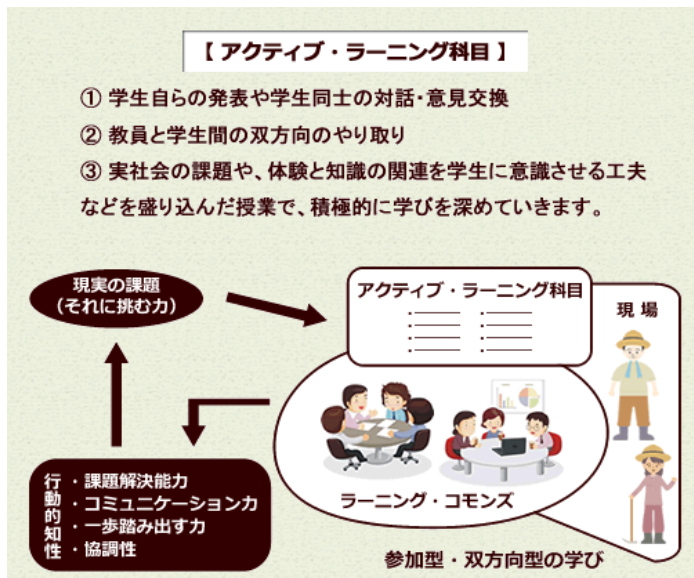 【 アクティブ・ラーニング科目 】
① 学生自らの発表や学生同士の対話・意見交換
② 教員と学生間の双方向のやり取り
③ 実社会の課題や、体験と知識の関連を学生に意識させる工夫
などを盛り込んだ授業で、積極的に学びを深めていきます。
現実の課題
（それに挑む力）
アクティブ・ラーニング科目
現 場
行動的知性
・課題解決能力
・コミュニケーション力
・一歩踏み出す力
・協調性
ラーニング・コモンズ
参加型・双方向型の学び